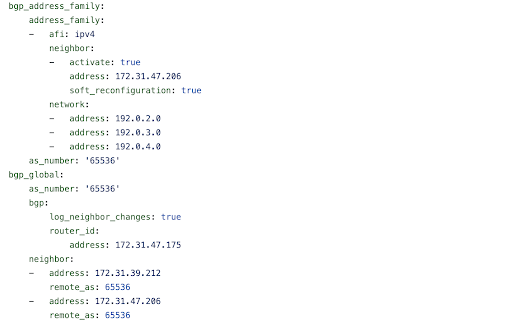 bgp_address_family:
    address_family:
    -   afi: ipv4
        neighbor:
        -   activate: true
            address: 172.31.47.206
            soft_reconfiguration: true
        network:
        -   address: 192.0.2.0
        -   address: 192.0.3.0
        -   address: 192.0.4.0
    as_number: '65536'
bgp_global:
    as_number: '65536'
    bgp:
        log_neighbor_changes: true
        router_id:
            address: 172.31.47.175
    neighbor:
    -   address: 172.31.39.212
        remote_as: 65536
    -   address: 172.31.47.206
        remote_as: 65536